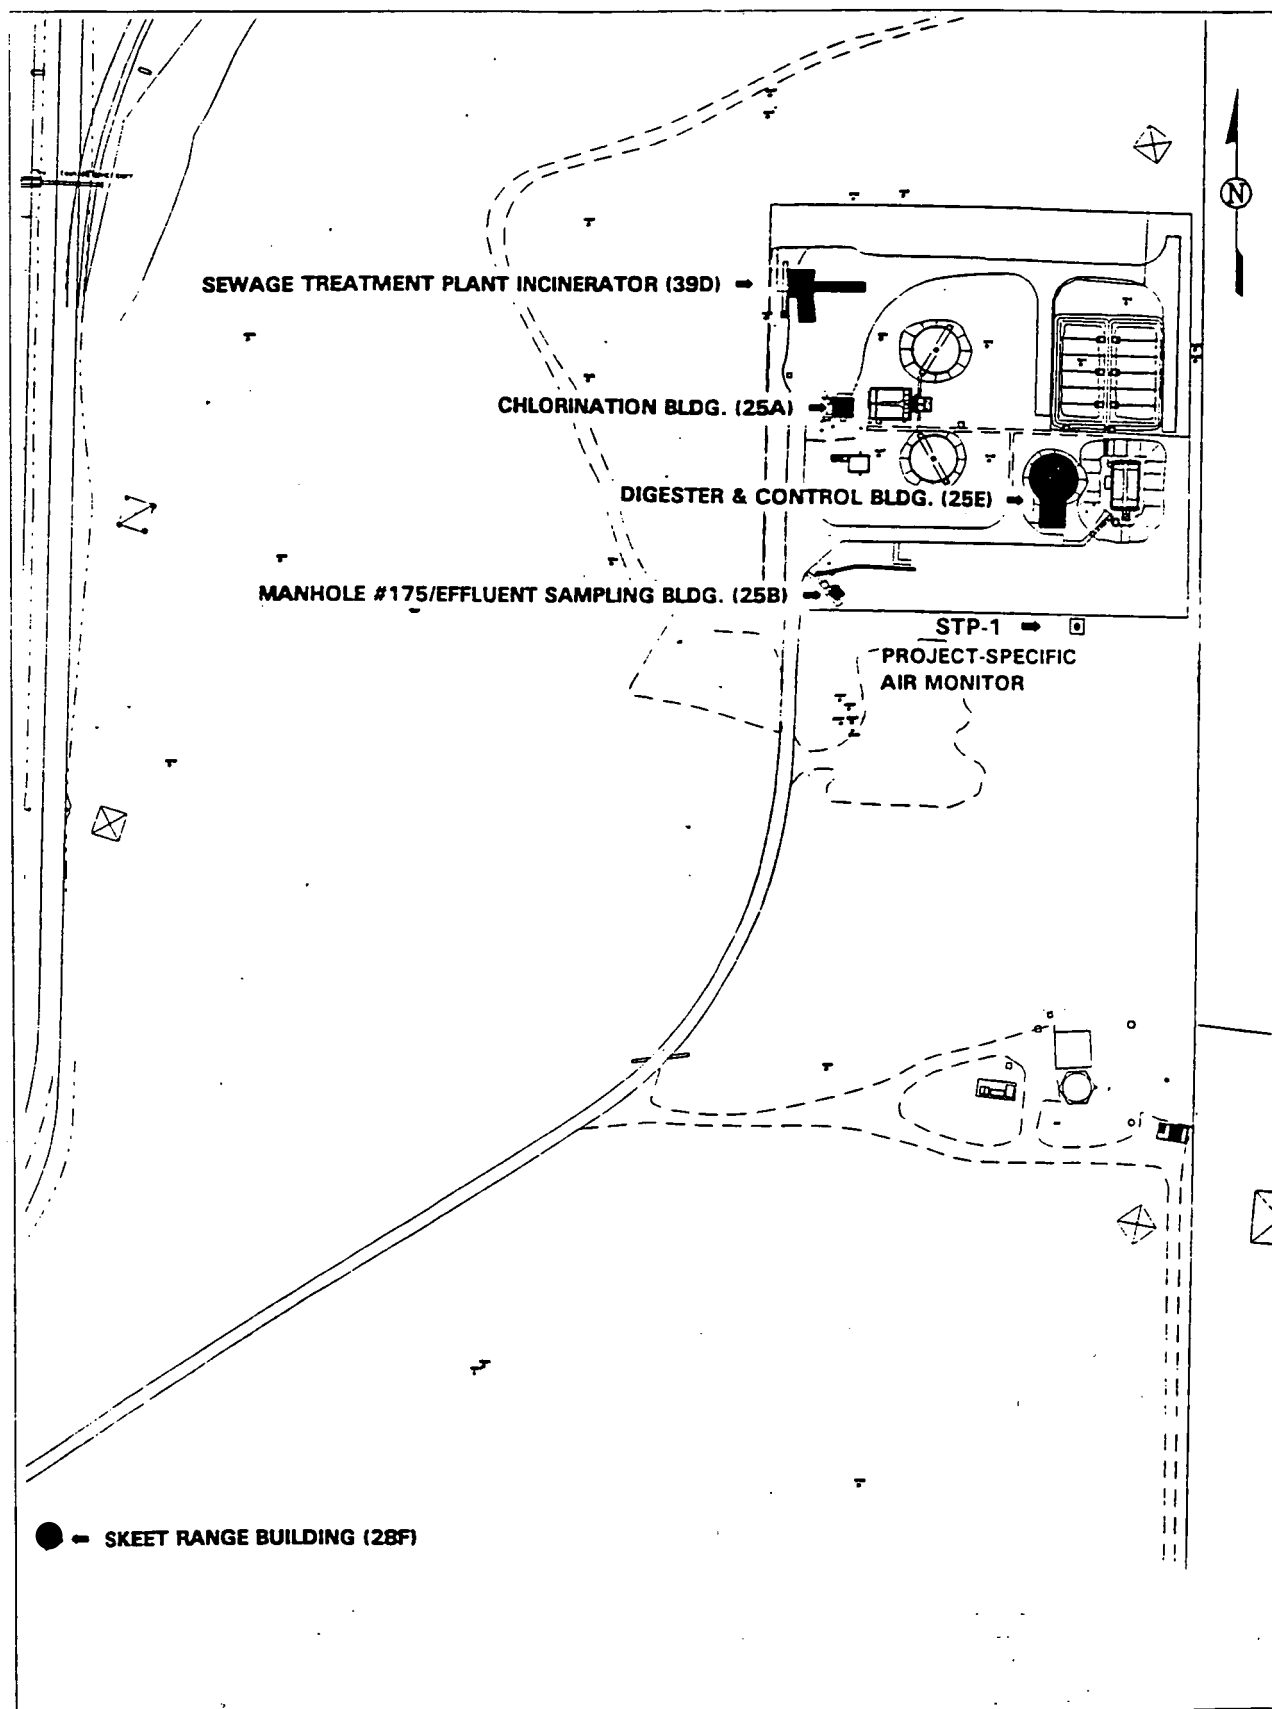 N
SEWAGE TREATMENT PLANT INCINERATOR (39D)
CHLORINATION BLDG. (25A)
DIGESTER & CONTROL BLDG. (25E)
MANHOLE #175/EFFLUENT SAMPLING BLDG. (25B)
STP-1
PROJECT-SPECIFIC
AIR MONITOR
SKEET RANGE BUILDING (28F)